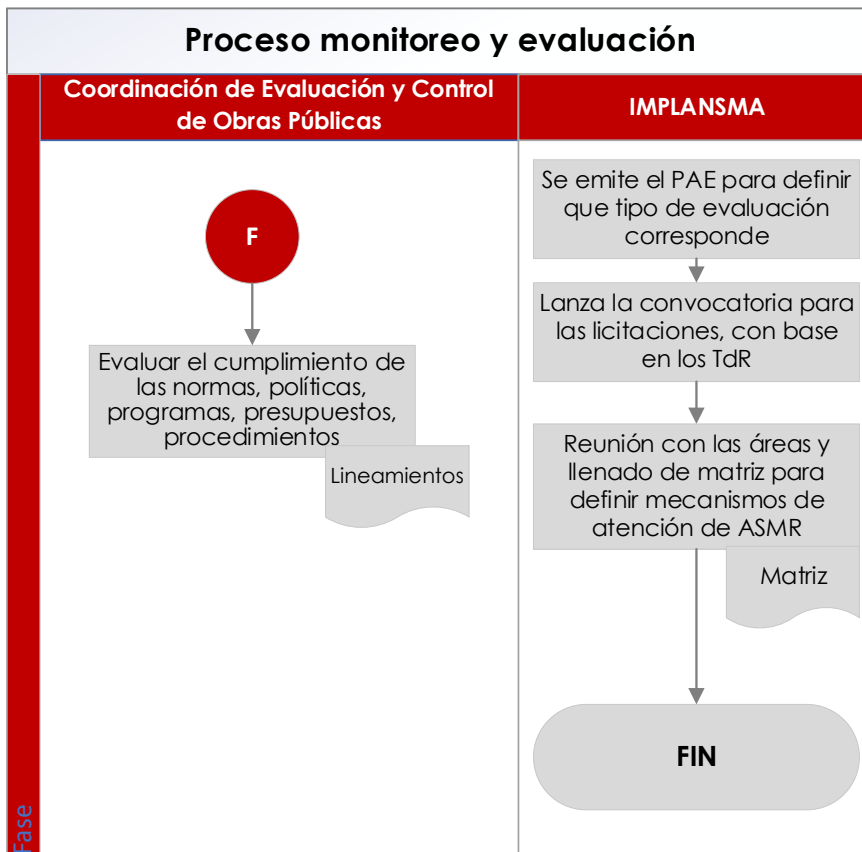 Proceso monitoreo y evaluación
Coordinación de Evaluación y Control
de Obras Públicas
IMPLANSMA
F
Evaluar el cumplimiento de
las normas, políticas,
programas, presupuestos,
procedimientos
Lineamientos
Se emite el PAE para definir
que tipo de evaluación
corresponde
Lanza la convocatoria para
las licitaciones, con base
en los TdR
Reunión con las áreas y
llenado de matriz para
definir mecanismos de
atención de ASMR
Matriz
FIN
Fase